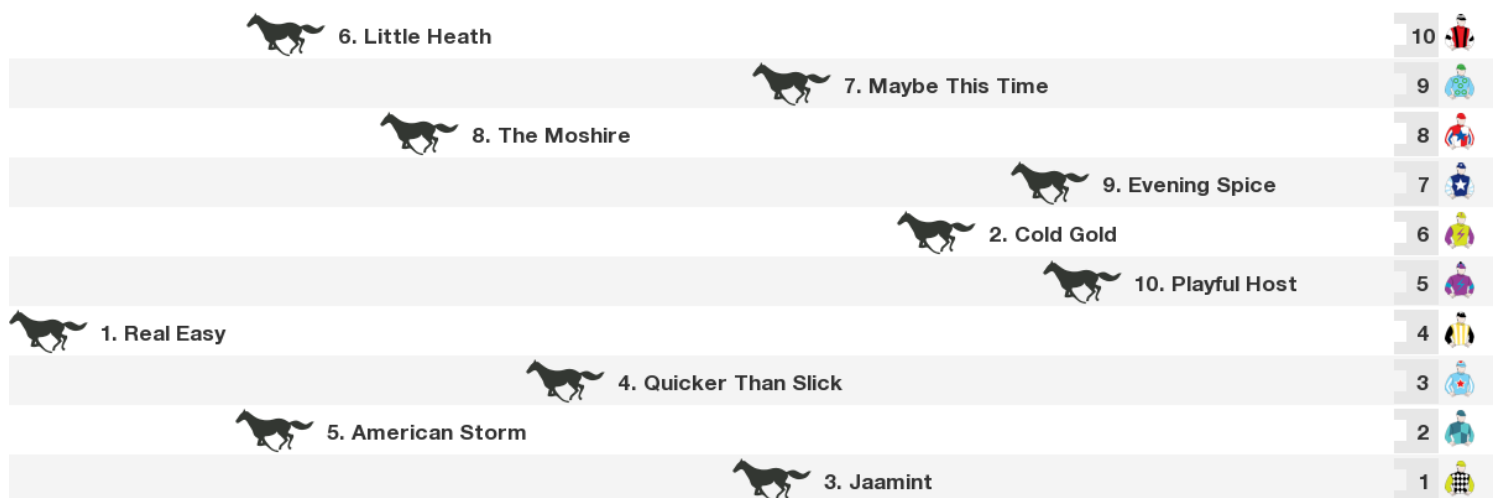 6. Little Heath 10
7. Maybe This Time 9
8. The Moshire 8
9. Evening Spice 7
2. Cold Gold 6
10. Playful Host 5
1. Real Easy 4
4. Quicker Than Slick 3
5. American Storm 2
3. Jaamint 1